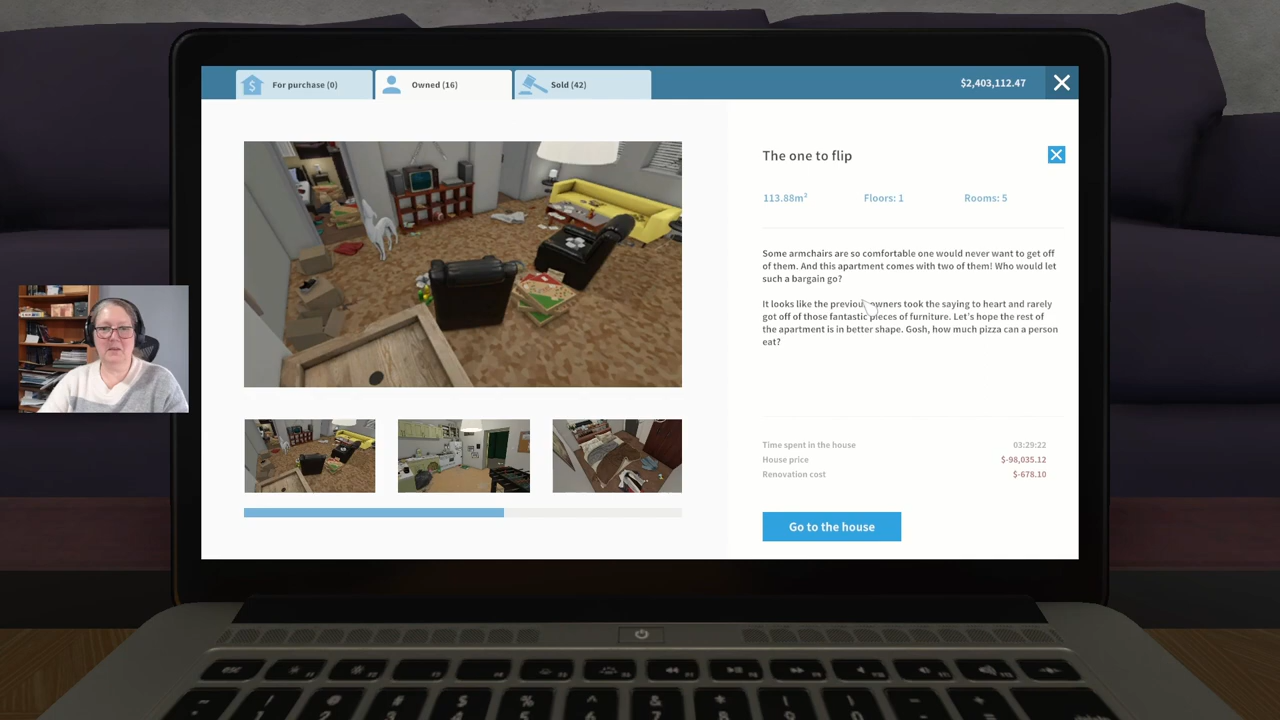 For purchase (0)
Owned (16)
Sold (42)
$2,403,112.47
The one to flip
113.88m²
Floors: 1
Rooms: 5
Some armchairs are so comfortable one would never want to get off
of them. And this apartment comes with two of them! Who would let
such a bargain go?
It looks like the previous owners took the saying to heart and rarely
got off of those fantastic pieces of furniture. Let's hope the rest of
the apartment is in better shape. Gosh, how much pizza can a person
eat?
Time spent in the house 03:29:22
House price $-98,035.12
Renovation cost $-678.10
Go to the house
esc